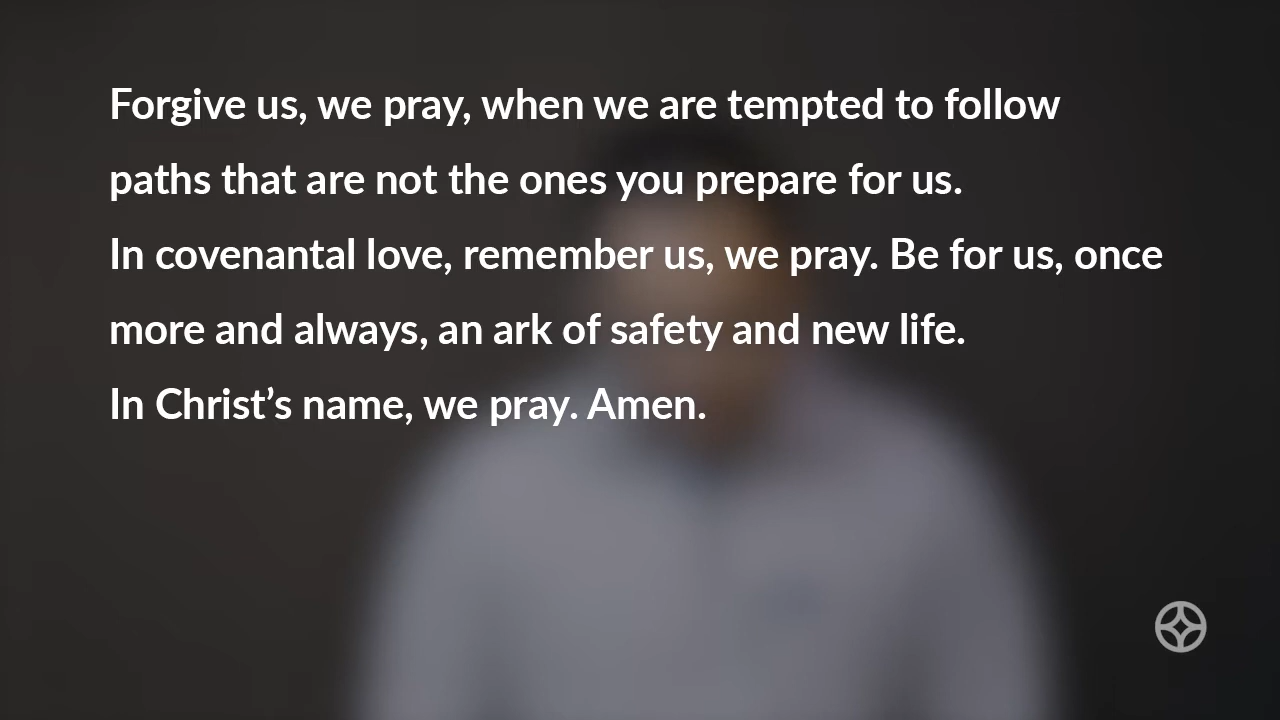 Forgive us, we pray, when we are tempted to follow
paths that are not the ones you prepare for us.
In covenantal love, remember us, we pray. Be for us, once
more and always, an ark of safety and new life.
In Christ’s name, we pray. Amen.